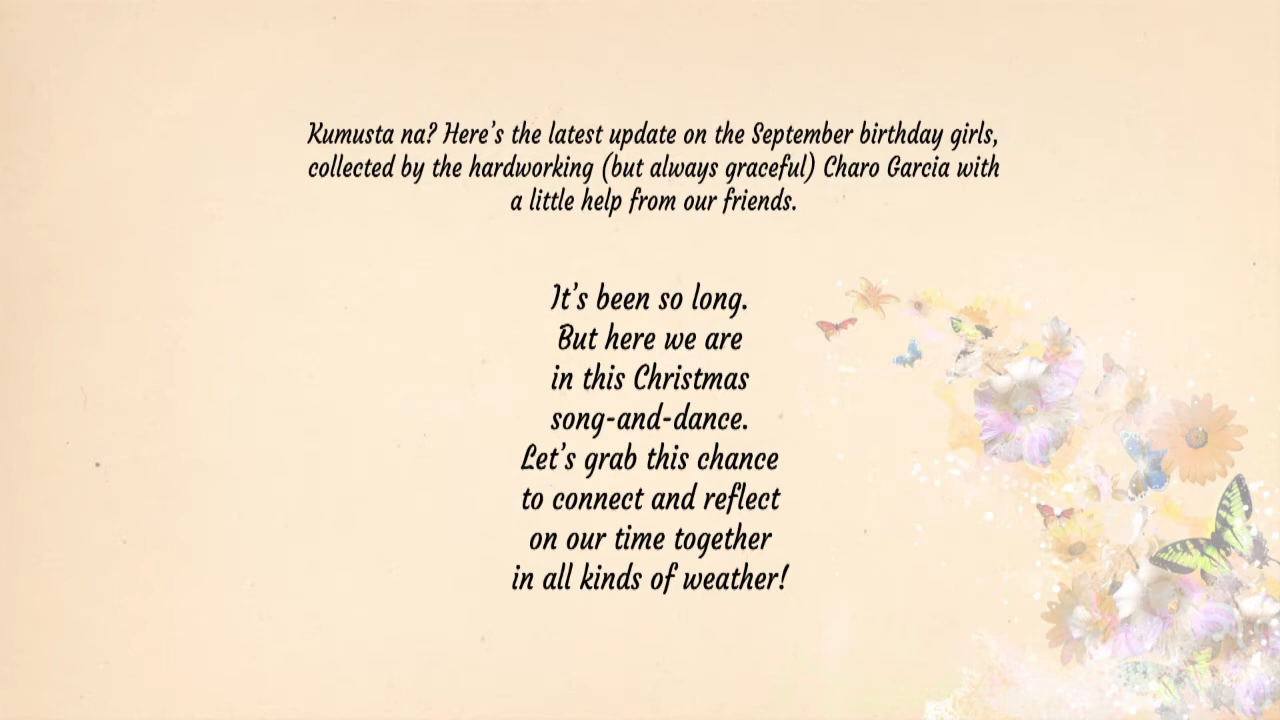 Kumusta na? Here's the latest update on the September birthday girls,
collected by the hardworking (but always graceful) Charo Garcia with
a little help from our friends.
It's been so long.
But here we are
in this Christmas
song-and-dance.
Let's grab this chance
to connect and reflect
on our time together
in all kinds of weather!